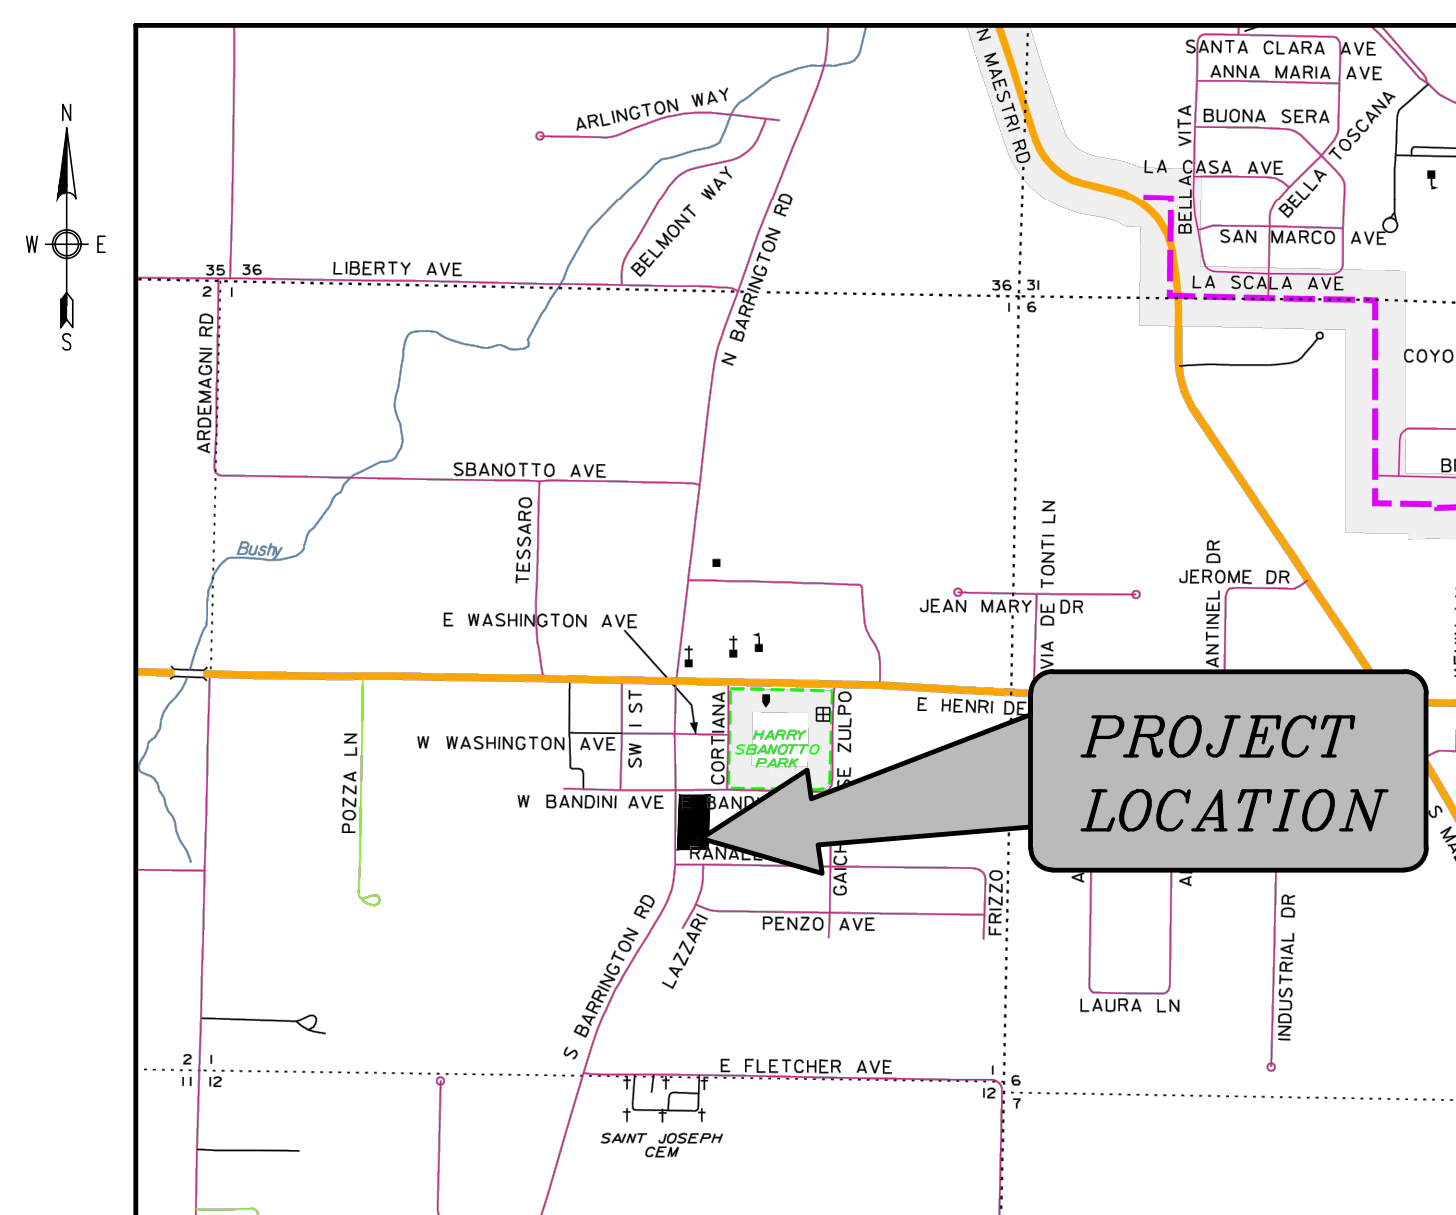 SANTA CLARA AVE
ANNA MARIA AVE
N MAESTRI RD
ARLINGTON WAY
BELLA VITA
BUONA SERA
BELLA TOSCANA
N
LA CASA AVE
BELMONT WAY
N BARRINGTON RD
SAN MARCO AVE
W E
35 36
LIBERTY AVE
2 1
36 31
1 6
LA SCALA AVE
S
ARDEMAGNI RD
COYO
SBANOTTO AVE
TESSARO
Bushy
VIA DE TONTI LN
ANTINEL DR
JEROME DR
JEAN MARY DR
E WASHINGTON AVE
E HENRI DE
PROJECT
LOCATION
POZZA LN
W WASHINGTON AVE
SW 1 ST
CORTIANA
HARRY
SBANOTTO
PARK
SE ZULPO
W BANDINI AVE
E BANDI
RANALL
GAICH
S MA
PENZO AVE
FRIZZO
LAZZARI
S BARRINGTON RD
LAURA LN
INDUSTRIAL DR
2 1
11 12
E FLETCHER AVE
1 6
12 7
SAINT JOSEPH
CEM